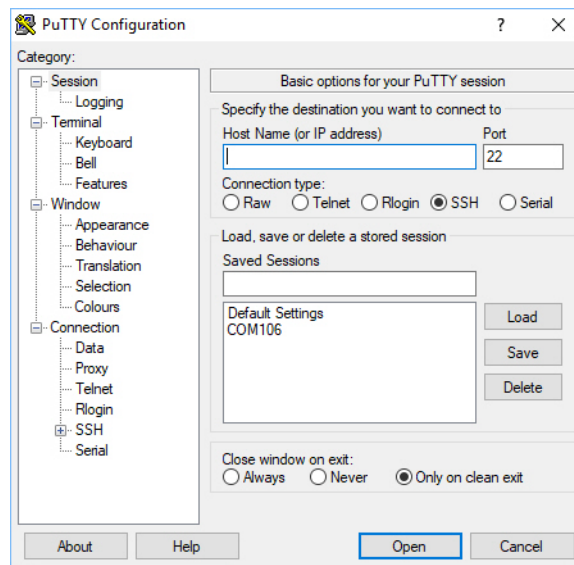 PuTTY Configuration
Category:
Session
Logging
Terminal
Keyboard
Bell
Features
Window
Appearance
Behaviour
Translation
Selection
Colours
Connection
Data
Proxy
Telnet
Rlogin
SSH
Serial
Basic options for your PuTTY session
Specify the destination you want to connect to
Host Name (or IP address) Port
22
Connection type:
Raw Telnet Rlogin SSH Serial
Load, save or delete a stored session
Saved Sessions
Default Settings
COM106
Load
Save
Delete
Close window on exit:
Always Never Only on clean exit
About Help Open Cancel